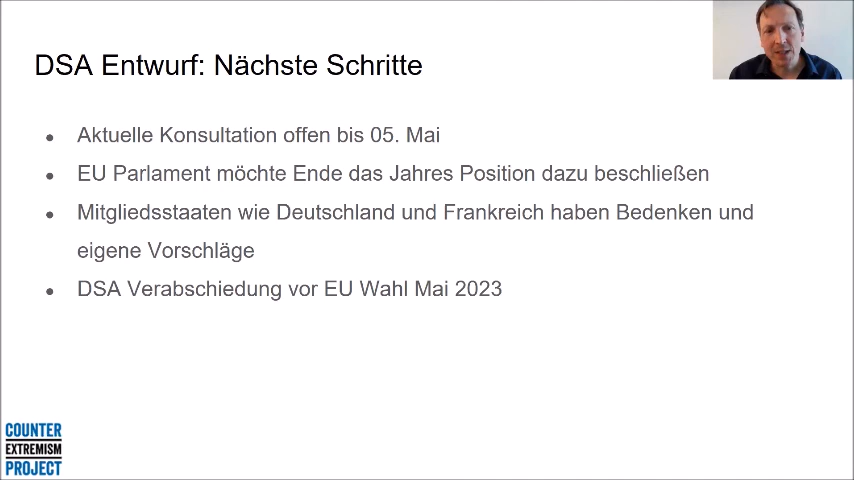 DSA Entwurf: Nächste Schritte
● Aktuelle Konsultation offen bis 05. Mai
● EU Parlament möchte Ende das Jahres Position dazu beschließen
● Mitgliedsstaaten wie Deutschland und Frankreich haben Bedenken und
eigene Vorschläge
● DSA Verabschiedung vor EU Wahl Mai 2023
COUNTER
EXTREMISM
PROJECT